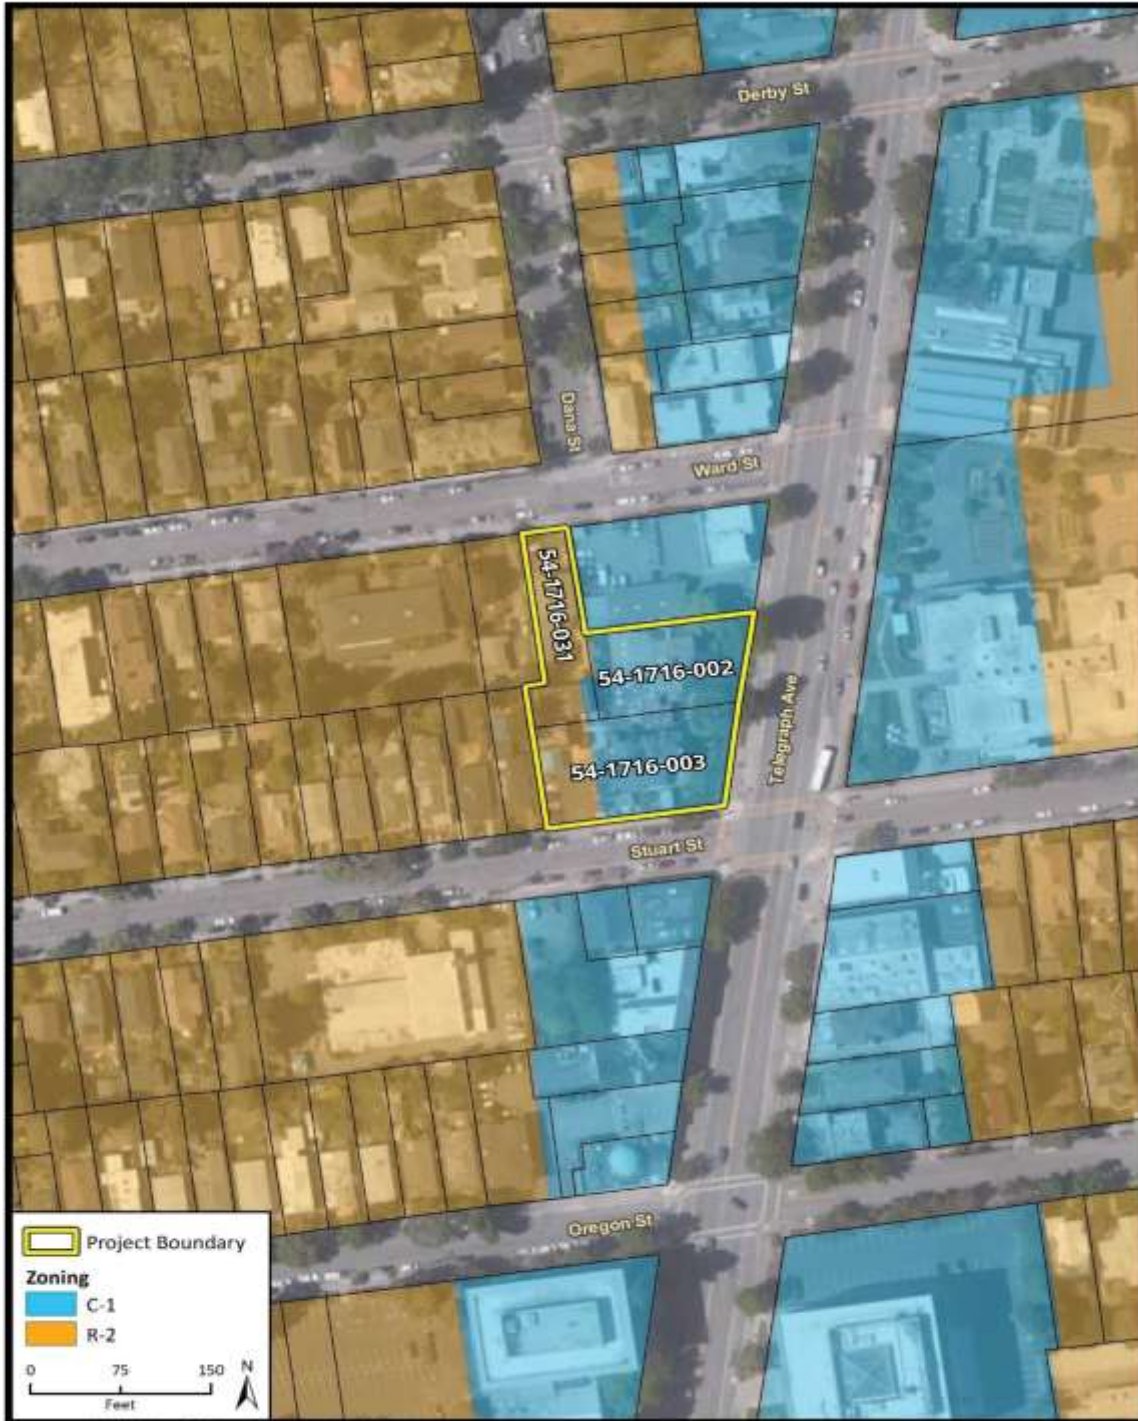 Derby St
Dana St
Ward St
54-1716-031
54-1716-002
54-1716-003
Telegraph Ave
Stuart St
Oregon St
Project Boundary
Zoning
C-1
R-2
0 75 150
Feet
N